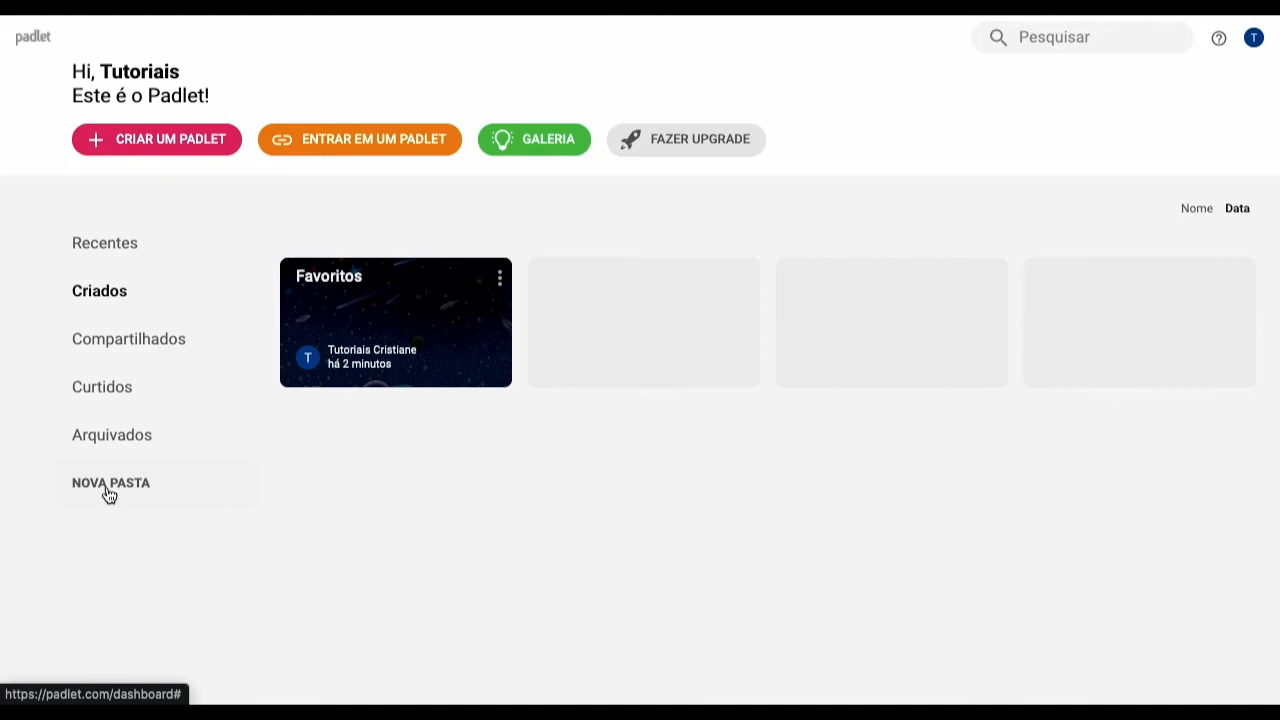 padlet
Pesquisar
T
Hi, Tutoriais
Este é o Padlet!
CRIAR UM PADLET
ENTRAR EM UM PADLET
GALERIA
FAZER UPGRADE
Nome Data
Recentes
Criados
Compartilhados
Curtidos
Arquivados
NOVA PASTA
Favoritos
T
Tutoriais Cristiane
há 2 minutos
https://padlet.com/dashboard#